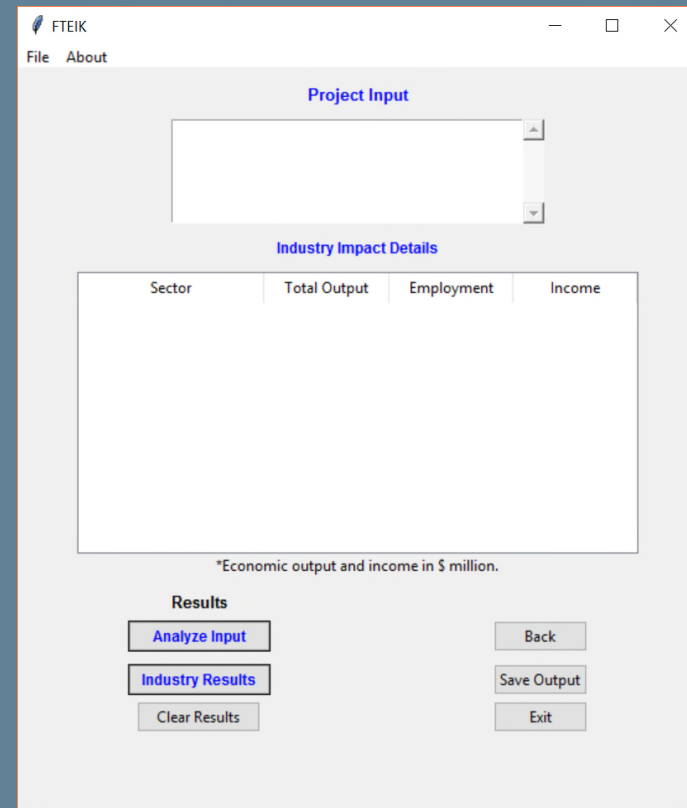 FTEIK
File About
Project Input
Industry Impact Details
Sector Total Output Employment Income
*Economic output and income in $ million.
Results
Analyze Input Back
Industry Results Save Output
Clear Results Exit